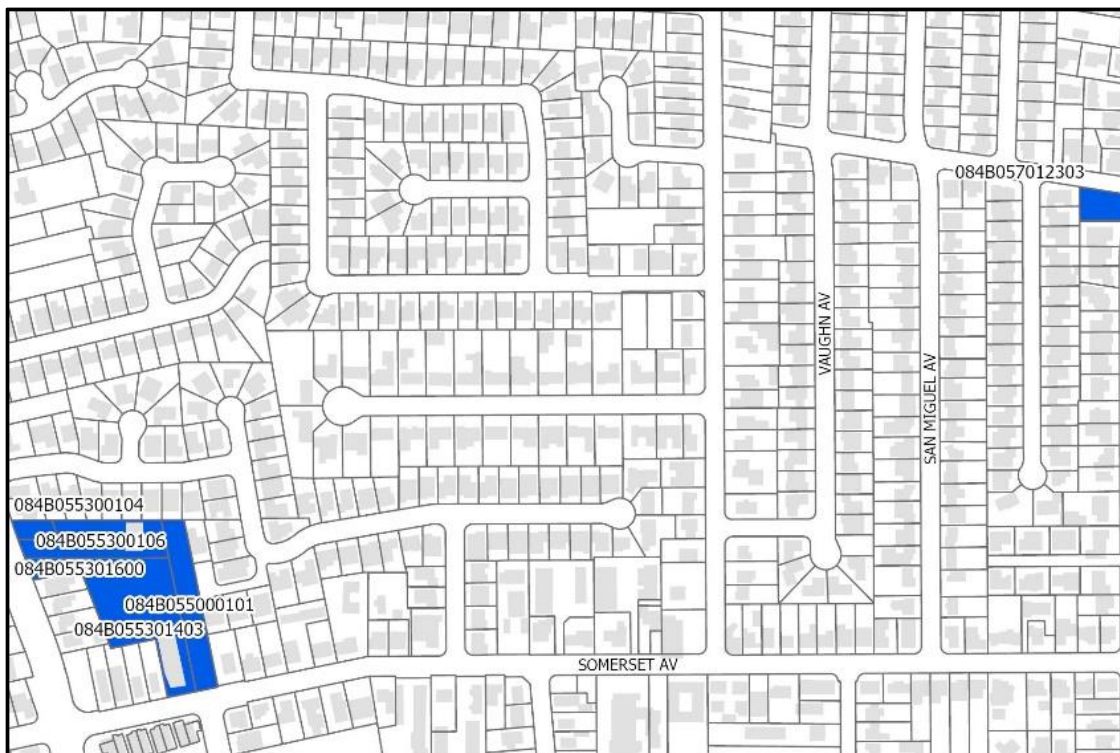 084B057012303
VAUGHN AV
SAN MIGUEL AV
084B055300104
084B055300106
084B055301600
084B055000101
084B055301403
SOMERSET AV